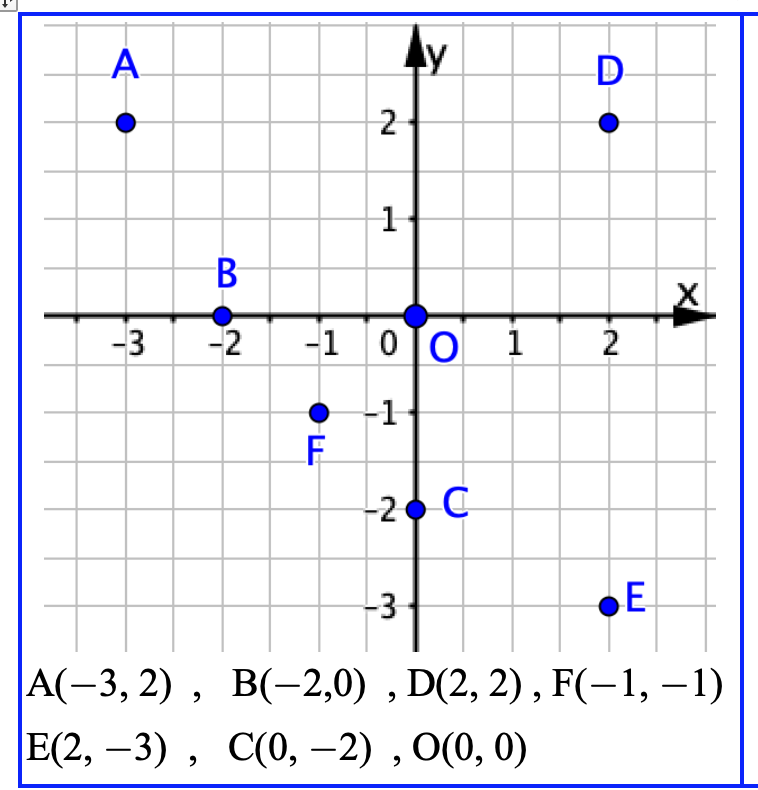 y
A
D
2
1
B
x
−3 −2 −1 0 O 1 2
−1
F
−2 C
−3 E
A(−3, 2) , B(−2,0) , D(2, 2) , F(−1, −1)
E(2, −3) , C(0, −2) , O(0, 0)